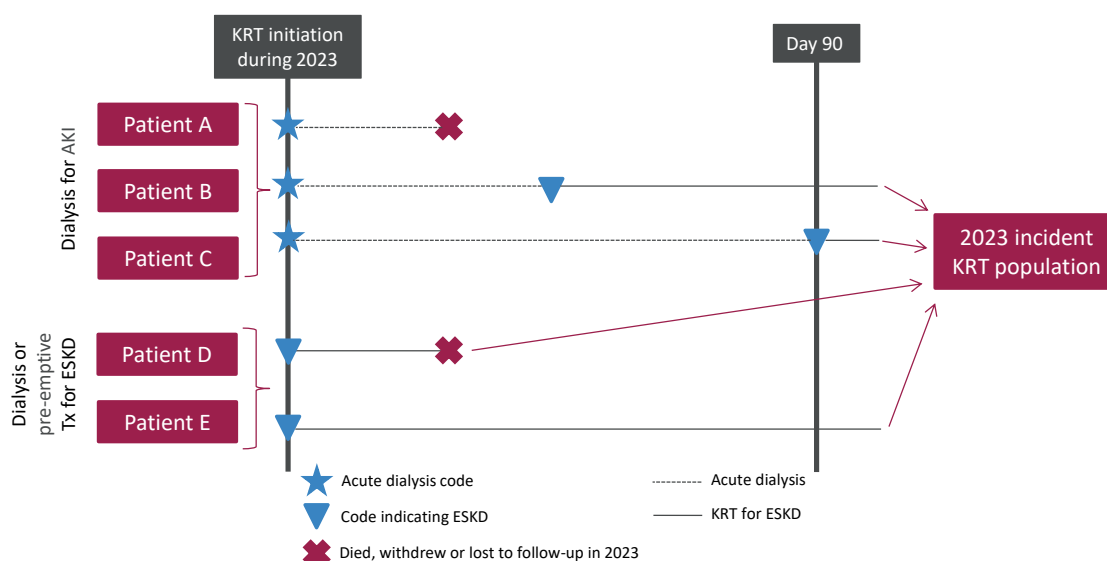 KRT initiation
during 2023
Day 90
Dialysis for AKI
Patient A
Patient B
Patient C
2023 incident
KRT population
Dialysis or
pre-emptive
Tx for ESKD
Patient D
Patient E
Acute dialysis code
Acute dialysis
Code indicating ESKD
KRT for ESKD
Died, withdrew or lost to follow-up in 2023